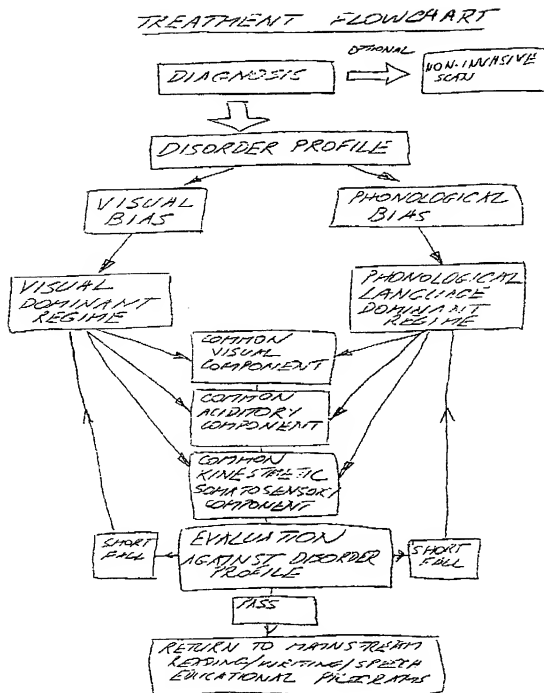 TREATMENT FLOWCHART
OPTIONAL
DIAGNOSIS
NON-INVASIVE
SCAN
DISORDER PROFILE
VISUAL
BIAS
PHONOLOGICAL
BIAS
VISUAL
DOMINANT
REGIME
PHONOLOGICAL
LANGUAGE
DOMINANT
REGIME
COMMON
VISUAL
COMPONENT
COMMON
AUDITORY
COMPONENT
COMMON
KINESTHETIC
SOMATOSENSORY
COMPONENT
SHORT
FALL
EVALUATION
AGAINST DISORDER
PROFILE
SHORT
FALL
PASS
RETURN TO MAINSTREAM
READING/WRITING/SPEECH
EDUCATIONAL PROGRAMS